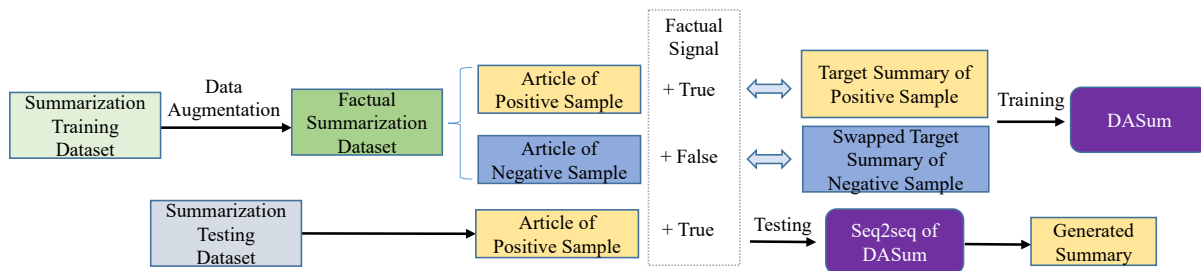 Factual
Signal
Summarization
Training
Dataset
Data
Augmentation
Factual
Summarization
Dataset
Article of
Positive Sample
+ True
Target Summary of
Positive Sample
Training
DASum
Article of
Negative Sample
+ False
Swapped Target
Summary of
Negative Sample
Summarization
Testing
Dataset
Article of
Positive Sample
+ True
Testing
Seq2seq of
DASum
Generated
Summary